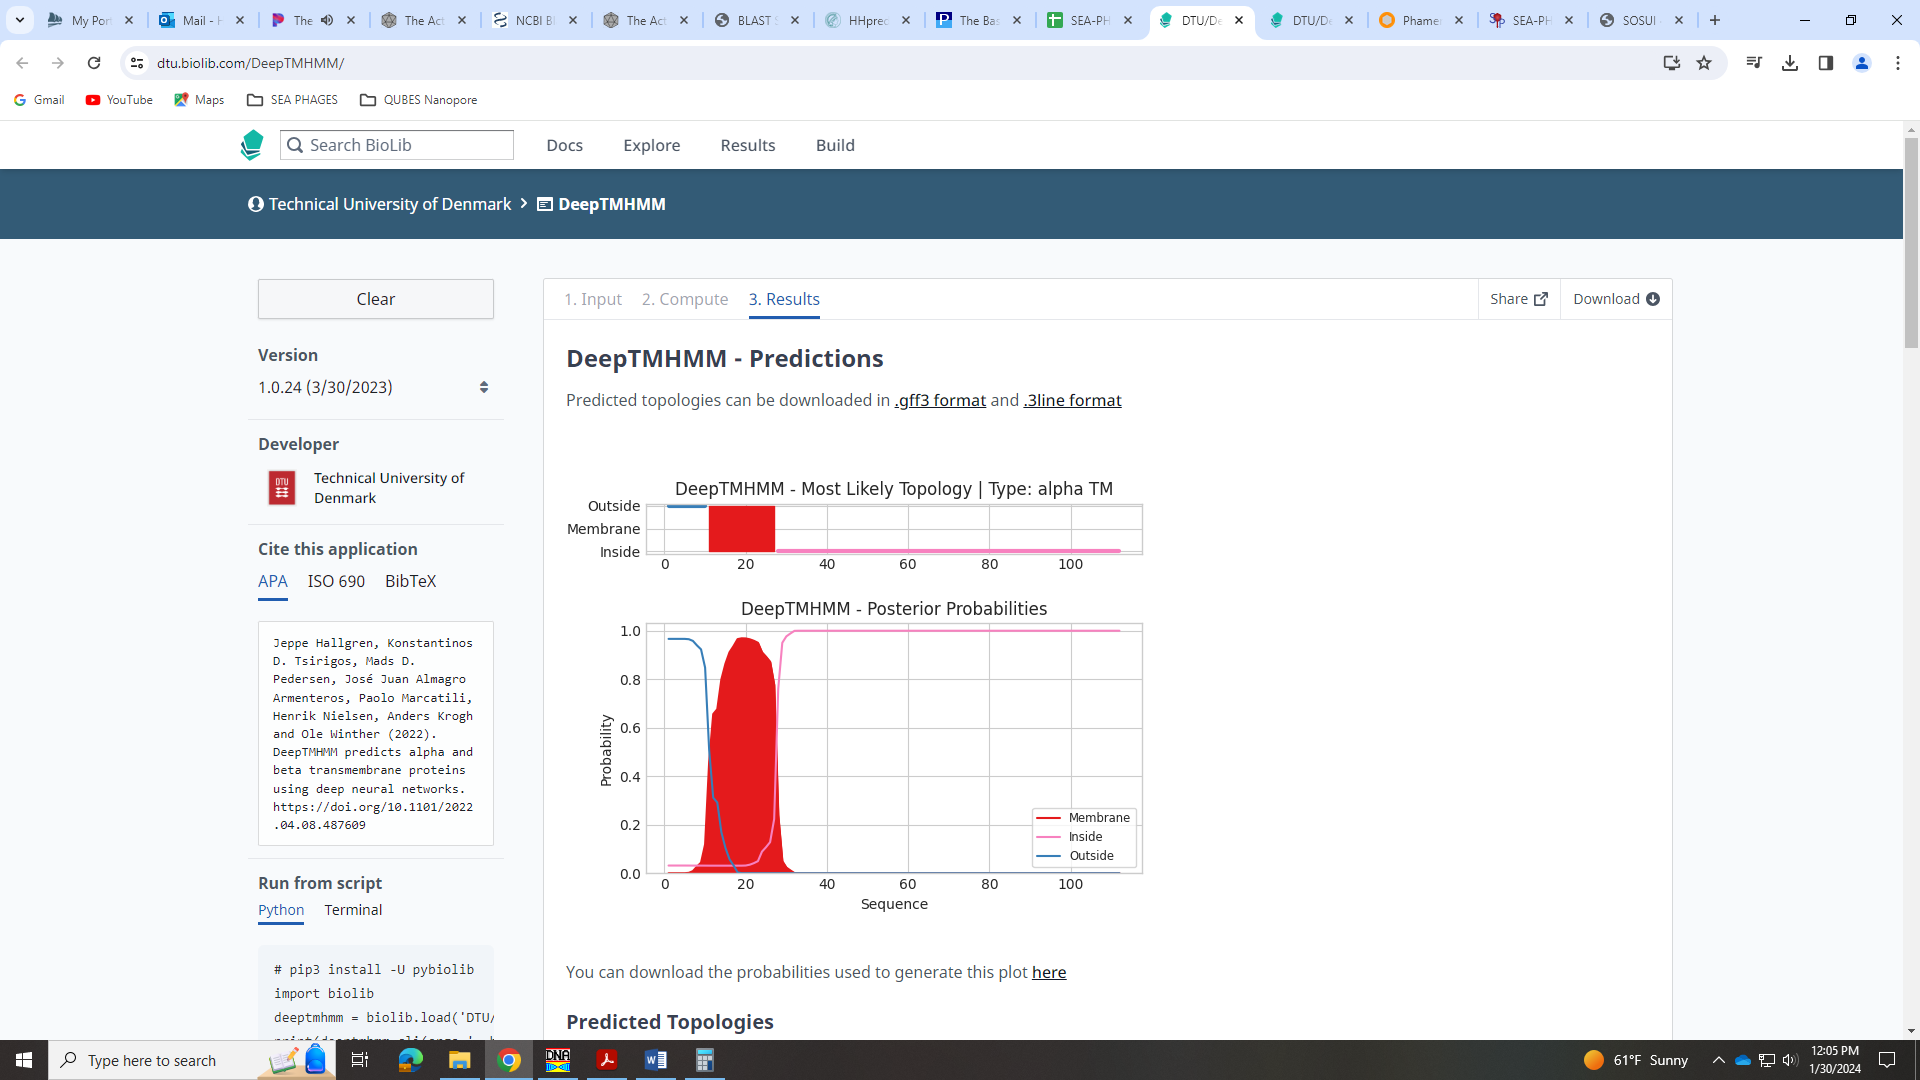 My Port
Mail - H
The
The Act
NCBI Bl
The Act
BLAST S
HHpred
The Bas
SEA-PH
DTU/De
DTU/De
Phamer
SEA-PH
SOSUI
dtu.biolib.com/DeepTMHMM/
Gmail
YouTube
Maps
SEA PHAGES
QUBES Nanopore
Search BioLib
Docs
Explore
Results
Build
Technical University of Denmark > DeepTMHMM
Clear
Version
1.0.24 (3/30/2023)
Developer
DTU
Technical University of
Denmark
Cite this application
APA ISO 690 BibTeX
Jeppe Hallgren, Konstantinos
D. Tsirigos, Mads D.
Pedersen, José Juan Almagro
Armenteros, Paolo Marcatili,
Henrik Nielsen, Anders Krogh
and Ole Winther (2022).
DeepTMHMM predicts alpha and
beta transmembrane proteins
using deep neural networks.
https://doi.org/10.1101/2022
.04.08.487609
Run from script
Python Terminal
# pip3 install -U pybiolib
import biolib
deeptmhmm = biolib.load('DTU/
1. Input 2. Compute 3. Results
Share
Download
DeepTMHMM - Predictions
Predicted topologies can be downloaded in .gff3 format and .3line format
DeepTMHMM - Most Likely Topology | Type: alpha TM
Outside
Membrane
Inside
0 20 40 60 80 100
DeepTMHMM - Posterior Probabilities
1.0
0.8
0.6
0.4
0.2
0.0
Probability
Membrane
Inside
Outside
0 20 40 60 80 100
Sequence
You can download the probabilities used to generate this plot here
Predicted Topologies
Type here to search
DNA
61°F Sunny
12:05 PM
1/30/2024